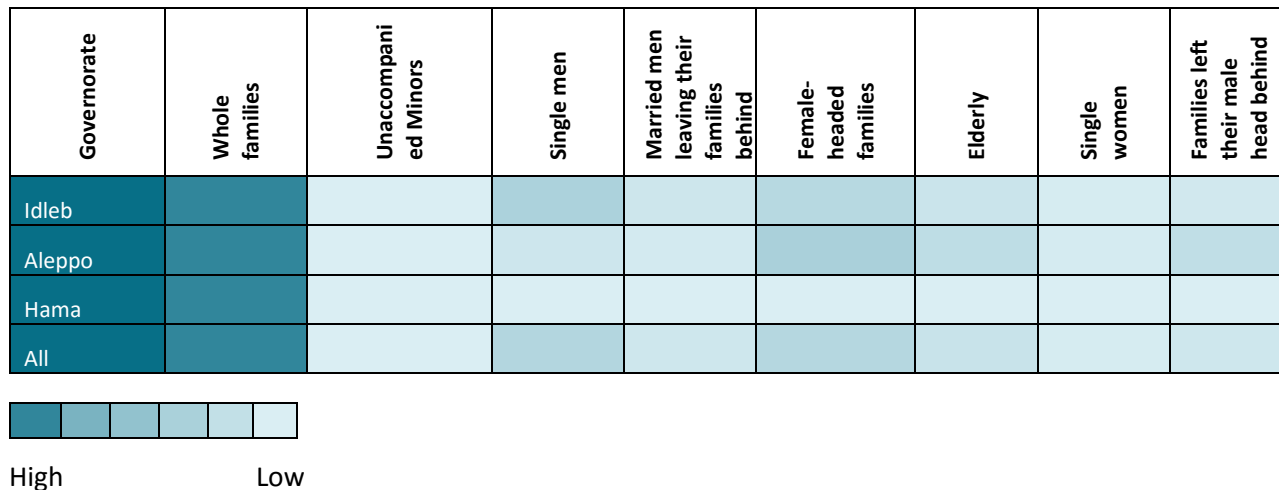 Governorate
Whole
families
Unaccompani
ed Minors
Single men
Married men
leaving their
families
behind
Female-
headed
families
Elderly
Single
women
Families left
their male
head behind
Idleb
Aleppo
Hama
All
High Low